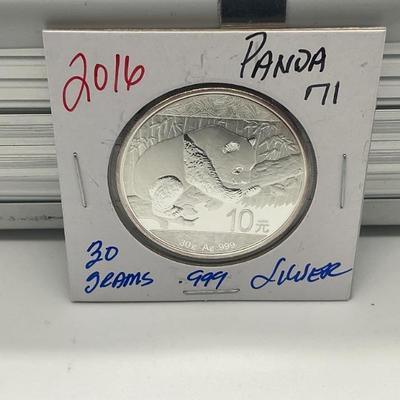 2016
PANDA
71
10元
30g Ag .999
30
GRAMS .999 SILVER